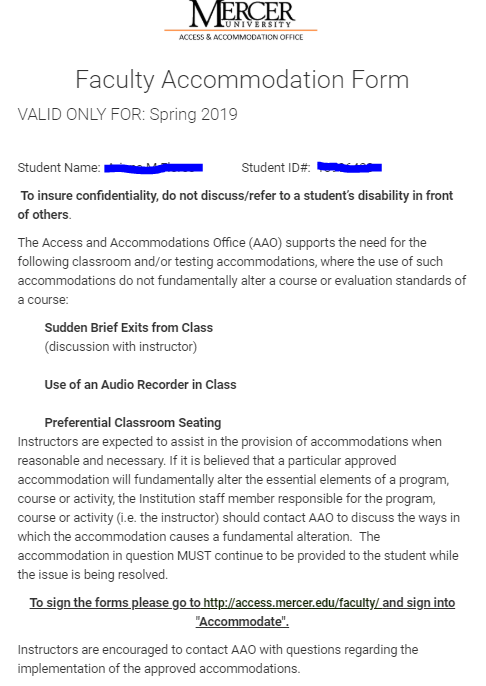 MERCER
UNIVERSITY
ACCESS & ACCOMMODATION OFFICE
Faculty Accommodation Form
VALID ONLY FOR: Spring 2019
Student Name: Student ID#:
To insure confidentiality, do not discuss/refer to a student's disability in front
of others.
The Access and Accommodations Office (AAO) supports the need for the
following classroom and/or testing accommodations, where the use of such
accommodations do not fundamentally alter a course or evaluation standards of
a course:
Sudden Brief Exits from Class
(discussion with instructor)
Use of an Audio Recorder in Class
Preferential Classroom Seating
Instructors are expected to assist in the provision of accommodations when
reasonable and necessary. If it is believed that a particular approved
accommodation will fundamentally alter the essential elements of a program,
course or activity, the Institution staff member responsible for the program,
course or activity (i.e. the instructor) should contact AAO to discuss the ways in
which the accommodation causes a fundamental alteration. The
accommodation in question MUST continue to be provided to the student while
the issue is being resolved.
To sign the forms please go to http://access.mercer.edu/faculty/ and sign into
"Accommodate".
Instructors are encouraged to contact AAO with questions regarding the
implementation of the approved accommodations.